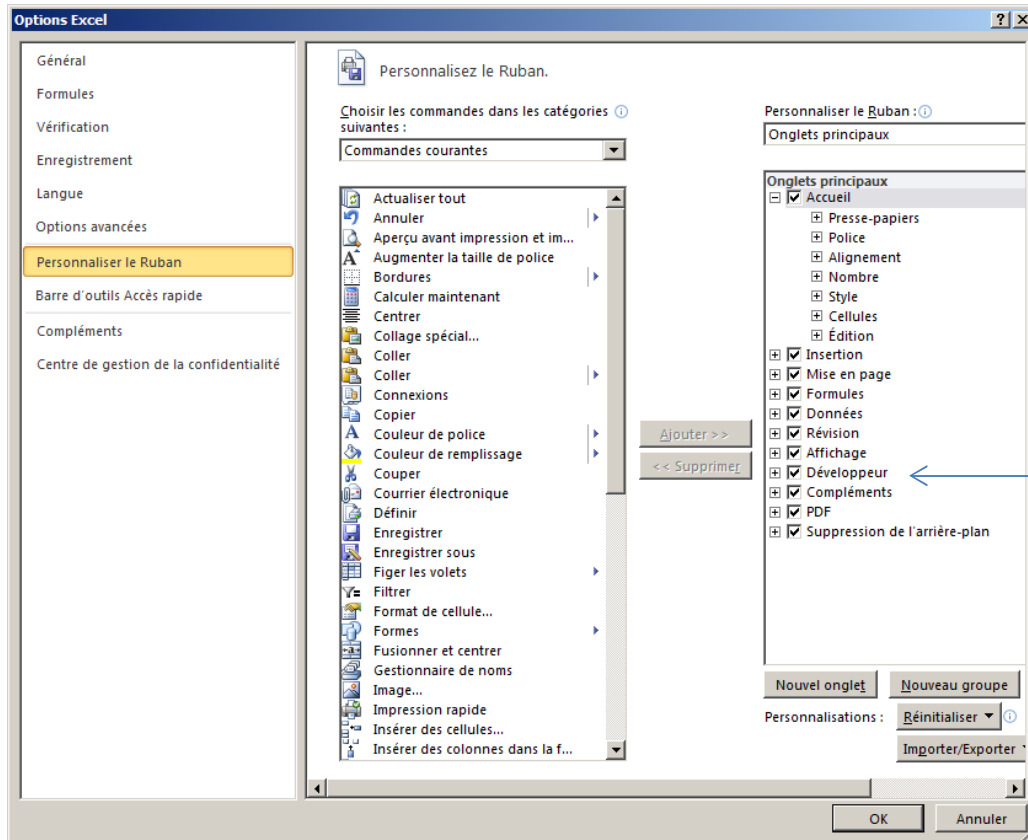 Options Excel
Général
Formules
Vérification
Enregistrement
Langue
Options avancées
Personnaliser le Ruban
Barre d'outils Accès rapide
Compléments
Centre de gestion de la confidentialité
Personnalisez le Ruban.
Choisir les commandes dans les catégories
suivantes :
Commandes courantes
Actualiser tout
Annuler
Aperçu avant impression et im...
Augmenter la taille de police
Bordures
Calculer maintenant
Centrer
Collage spécial...
Coller
Coller
Connexions
Copier
Couleur de police
Couleur de remplissage
Couper
Courrier électronique
Définir
Enregistrer
Enregistrer sous
Figer les volets
Filtrer
Format de cellule...
Formes
Fusionner et centrer
Gestionnaire de noms
Image...
Impression rapide
Insérer des cellules...
Insérer des colonnes dans la f...
Ajouter >>
<< Supprimer
Personnaliser le Ruban :
Onglets principaux
Onglets principaux
Accueil
Presse-papiers
Police
Alignement
Nombre
Style
Cellules
Édition
Insertion
Mise en page
Formules
Données
Révision
Affichage
Développeur
Compléments
PDF
Suppression de l'arrière-plan
Nouvel onglet
Nouveau groupe
Personnalisations :
Réinitialiser
Importer/Exporter
OK
Annuler